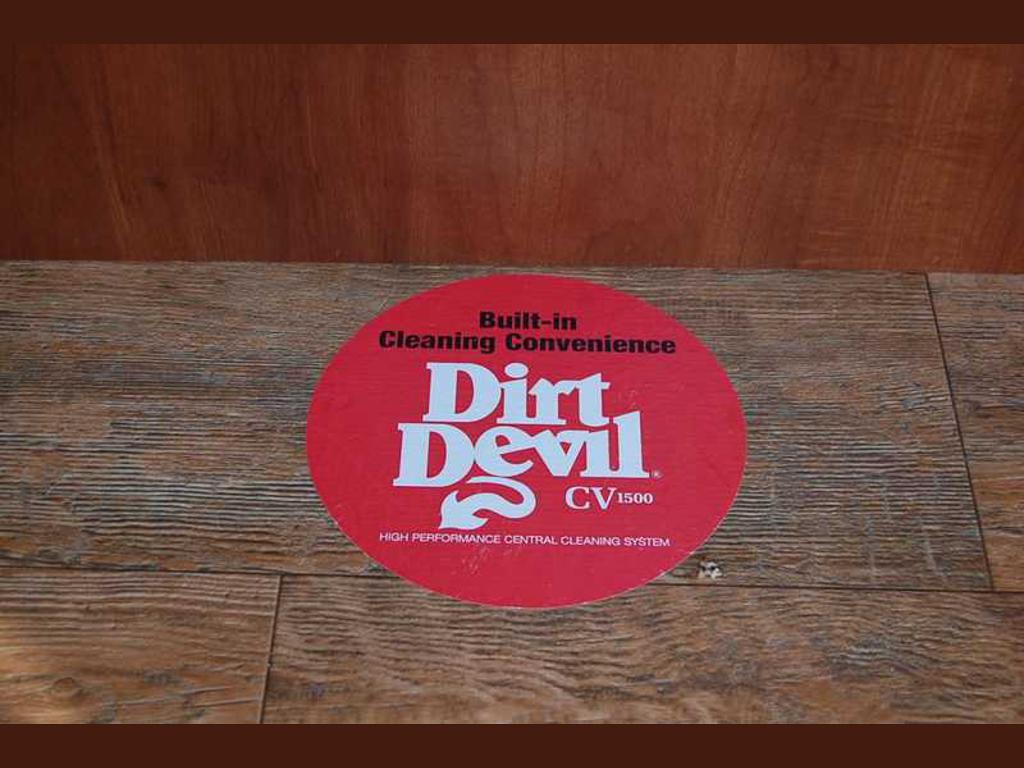 Built-in
Cleaning Convenience
Dirt
Devil®
CV1500
HIGH PERFORMANCE CENTRAL CLEANING SYSTEM